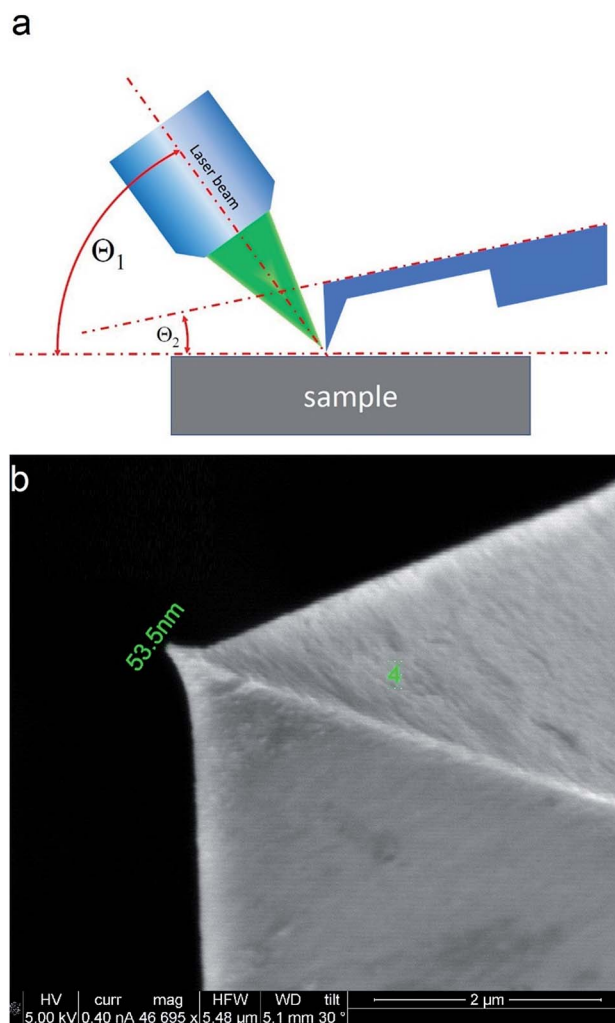 a
Laser beam
Θ₁
Θ₂
sample
b
53.5nm
4
HV curr mag HFW WD tilt
5.00 kV 0.40 nA 46 695 x 5.48 µm 5.1 mm 30 ° 2 µm